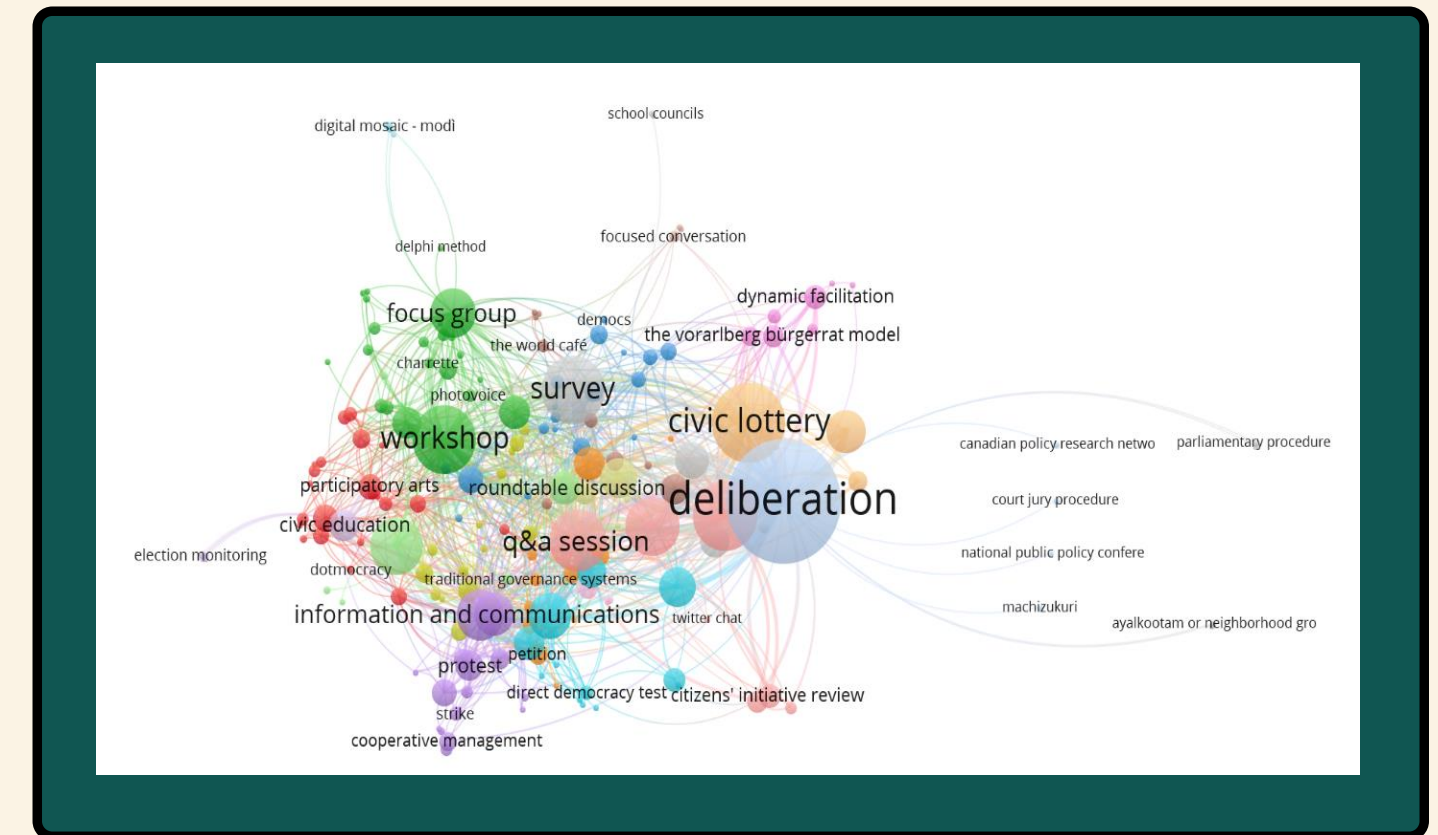 school councils
digital mosaic - modì
focused conversation
delphi method
dynamic facilitation
focus group
democs
the vorarlberg bürgerrat model
the world café
charrette
survey
photovoice
civic lottery
workshop
canadian policy research netwo
parliamentary procedure
participatory arts
roundtable discussion
deliberation
court jury procedure
civic education
q&a session
election monitoring
national public policy confere
dotmocracy
traditional governance systems
machizukuri
information and communications
twitter chat
ayalkootam or neighborhood gro
petition
protest
direct democracy test
citizens' initiative review
strike
cooperative management